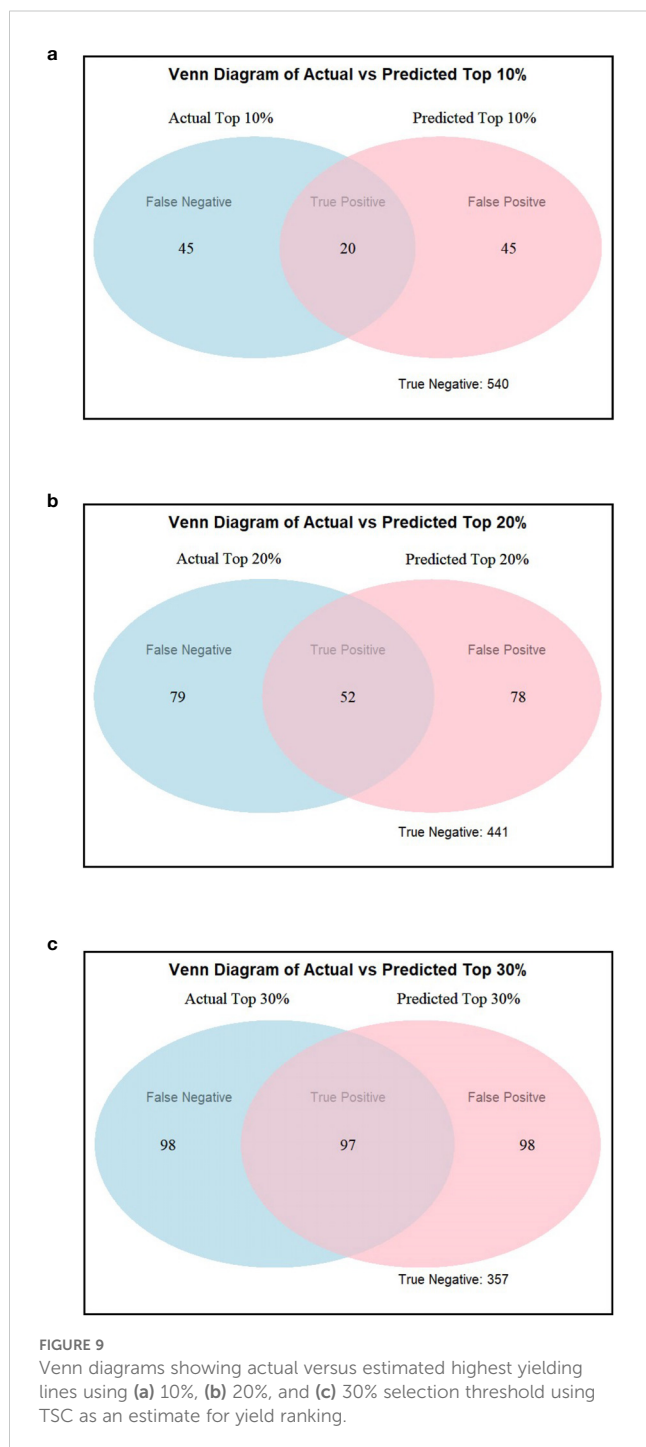 a
Venn Diagram of Actual vs Predicted Top 10%
Actual Top 10%
Predicted Top 10%
False Negative
True Positive
False Positve
45
20
45
True Negative: 540
b
Venn Diagram of Actual vs Predicted Top 20%
Actual Top 20%
Predicted Top 20%
False Negative
True Positive
False Positve
79
52
78
True Negative: 441
c
Venn Diagram of Actual vs Predicted Top 30%
Actual Top 30%
Predicted Top 30%
False Negative
True Positive
False Positve
98
97
98
True Negative: 357
FIGURE 9
Venn diagrams showing actual versus estimated highest yielding
lines using (a) 10%, (b) 20%, and (c) 30% selection threshold using
TSC as an estimate for yield ranking.